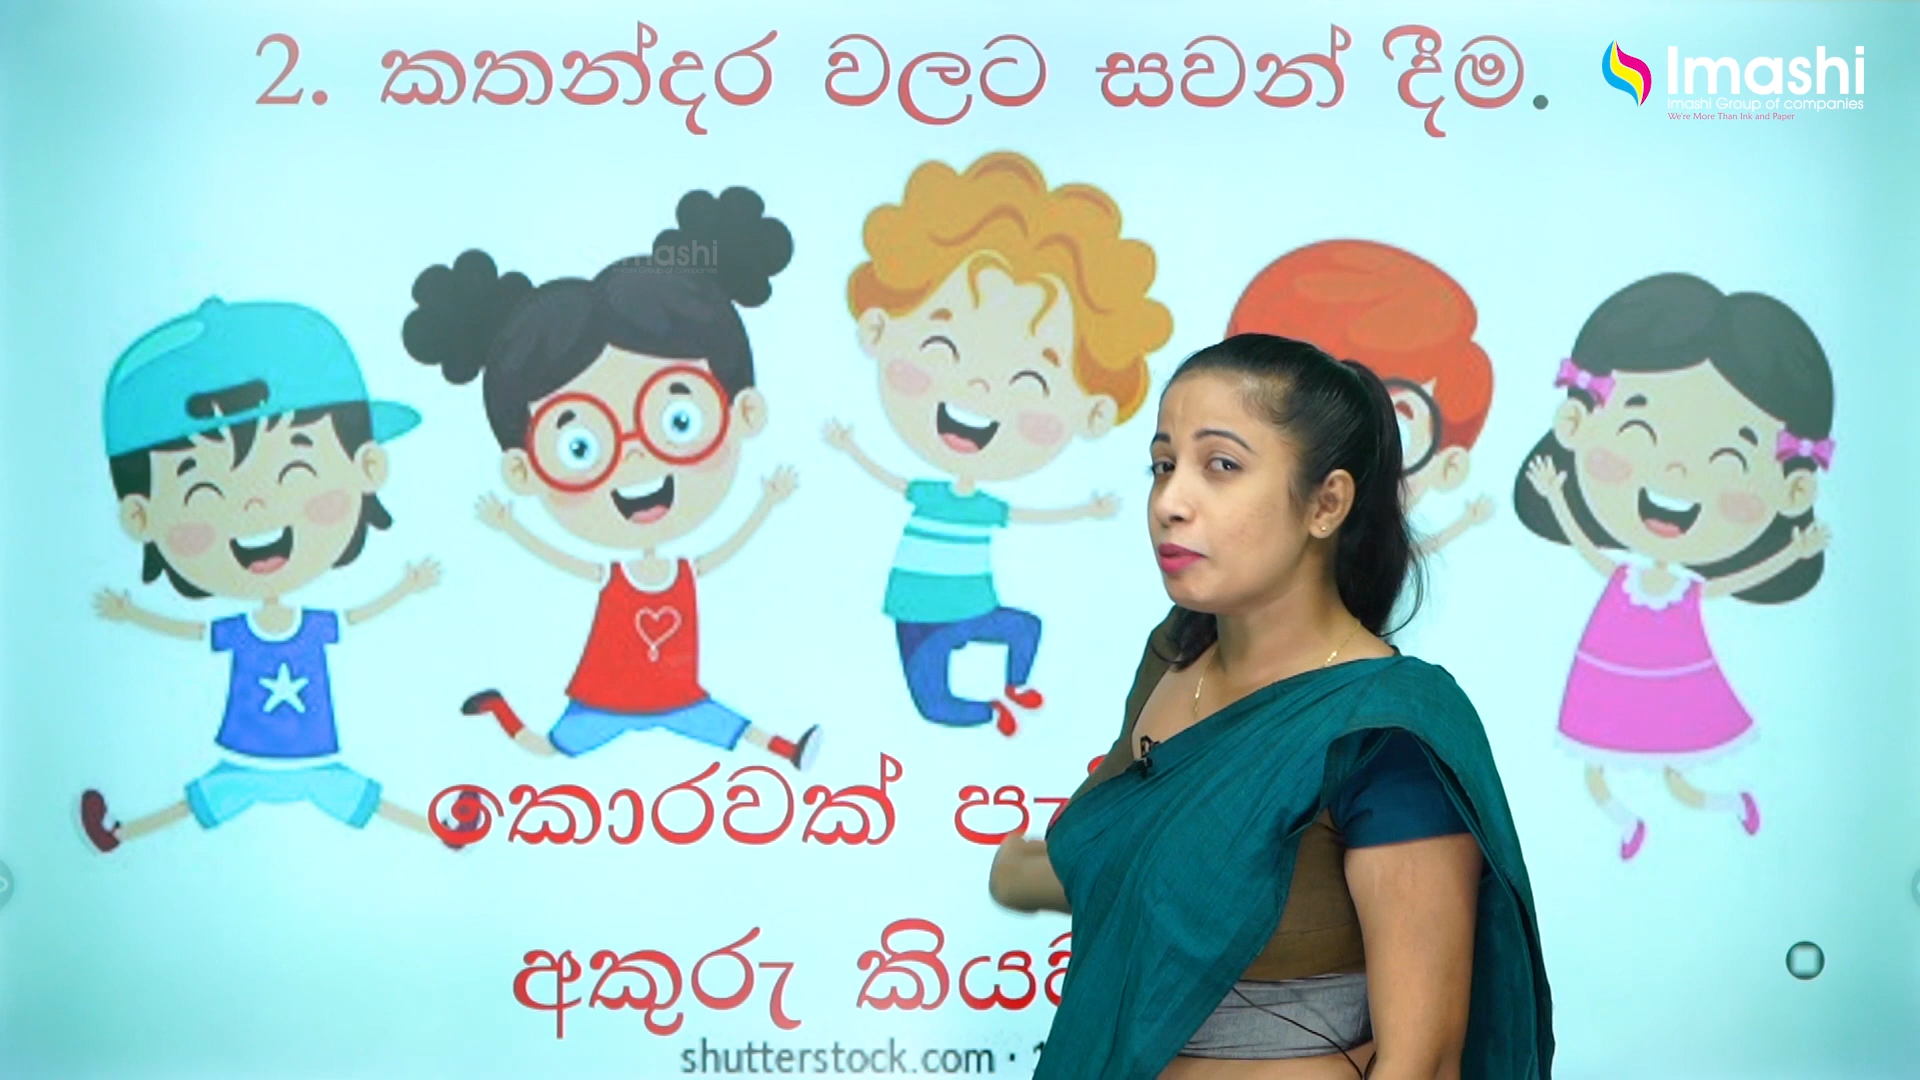 2. කතන්දර වලට සවන් දීම.
Imashi
Imashi Group of companies
We're More Than Ink and Paper
කොරවක්
අකුරු
shutterstock.com ·